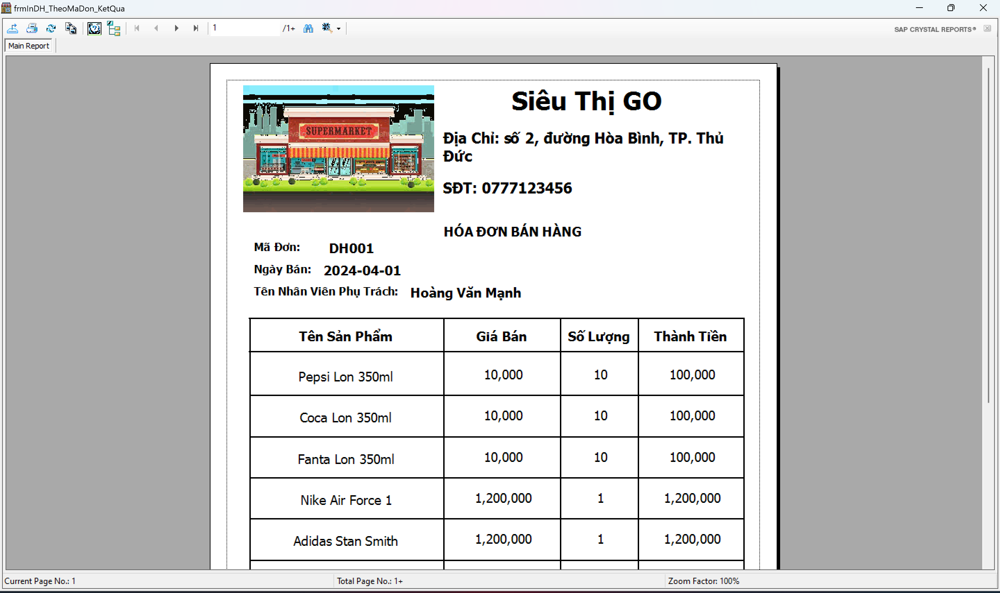 frmInDH_TheoMaDon_KetQua
1 /1+
SAP CRYSTAL REPORTS®
Main Report
SUPERMARKET
Siêu Thị GO
Địa Chỉ: số 2, đường Hòa Bình, TP. Thủ
Đức
SĐT: 0777123456
HÓA ĐƠN BÁN HÀNG
Mã Đơn: DH001
Ngày Bán: 2024-04-01
Tên Nhân Viên Phụ Trách: Hoàng Văn Mạnh
Tên Sản Phẩm Giá Bán Số Lượng Thành Tiền
Pepsi Lon 350ml 10,000 10 100,000
Coca Lon 350ml 10,000 10 100,000
Fanta Lon 350ml 10,000 10 100,000
Nike Air Force 1 1,200,000 1 1,200,000
Adidas Stan Smith 1,200,000 1 1,200,000
Current Page No.: 1 Total Page No.: 1+ Zoom Factor: 100%